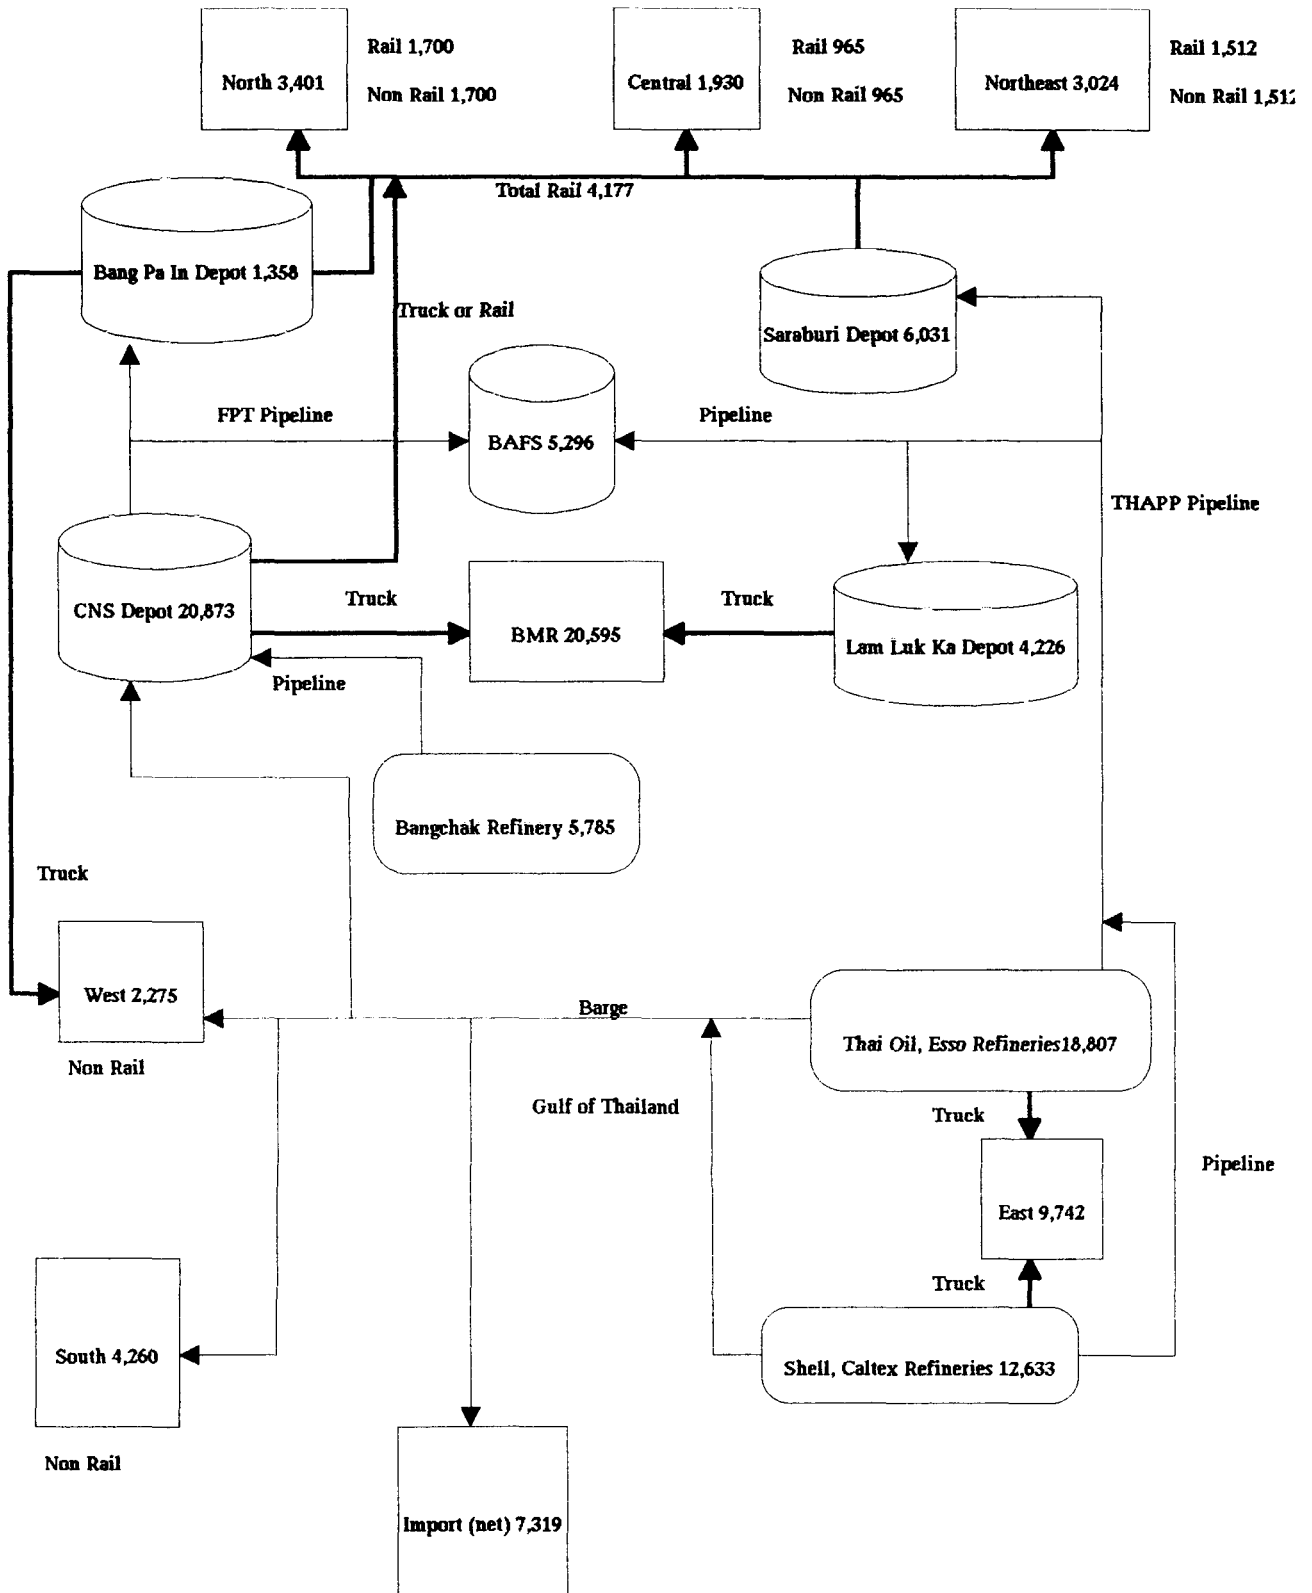 Rail 1,700
North 3,401
Non Rail 1,700
Rail 965
Central 1,930
Non Rail 965
Rail 1,512
Northeast 3,024
Non Rail 1,512
Total Rail 4,177
Bang Pa In Depot 1,358
Truck or Rail
Saraburi Depot 6,031
FPT Pipeline
BAFS 5,296
Pipeline
THAPP Pipeline
CNS Depot 20,873
Truck
BMR 20,595
Truck
Lam Luk Ka Depot 4,226
Pipeline
Bangchak Refinery 5,785
Truck
West 2,275
Non Rail
Barge
Thai Oil, Esso Refineries18,807
Gulf of Thailand
Truck
Pipeline
East 9,742
Truck
South 4,260
Shell, Caltex Refineries 12,633
Non Rail
Import (net) 7,319